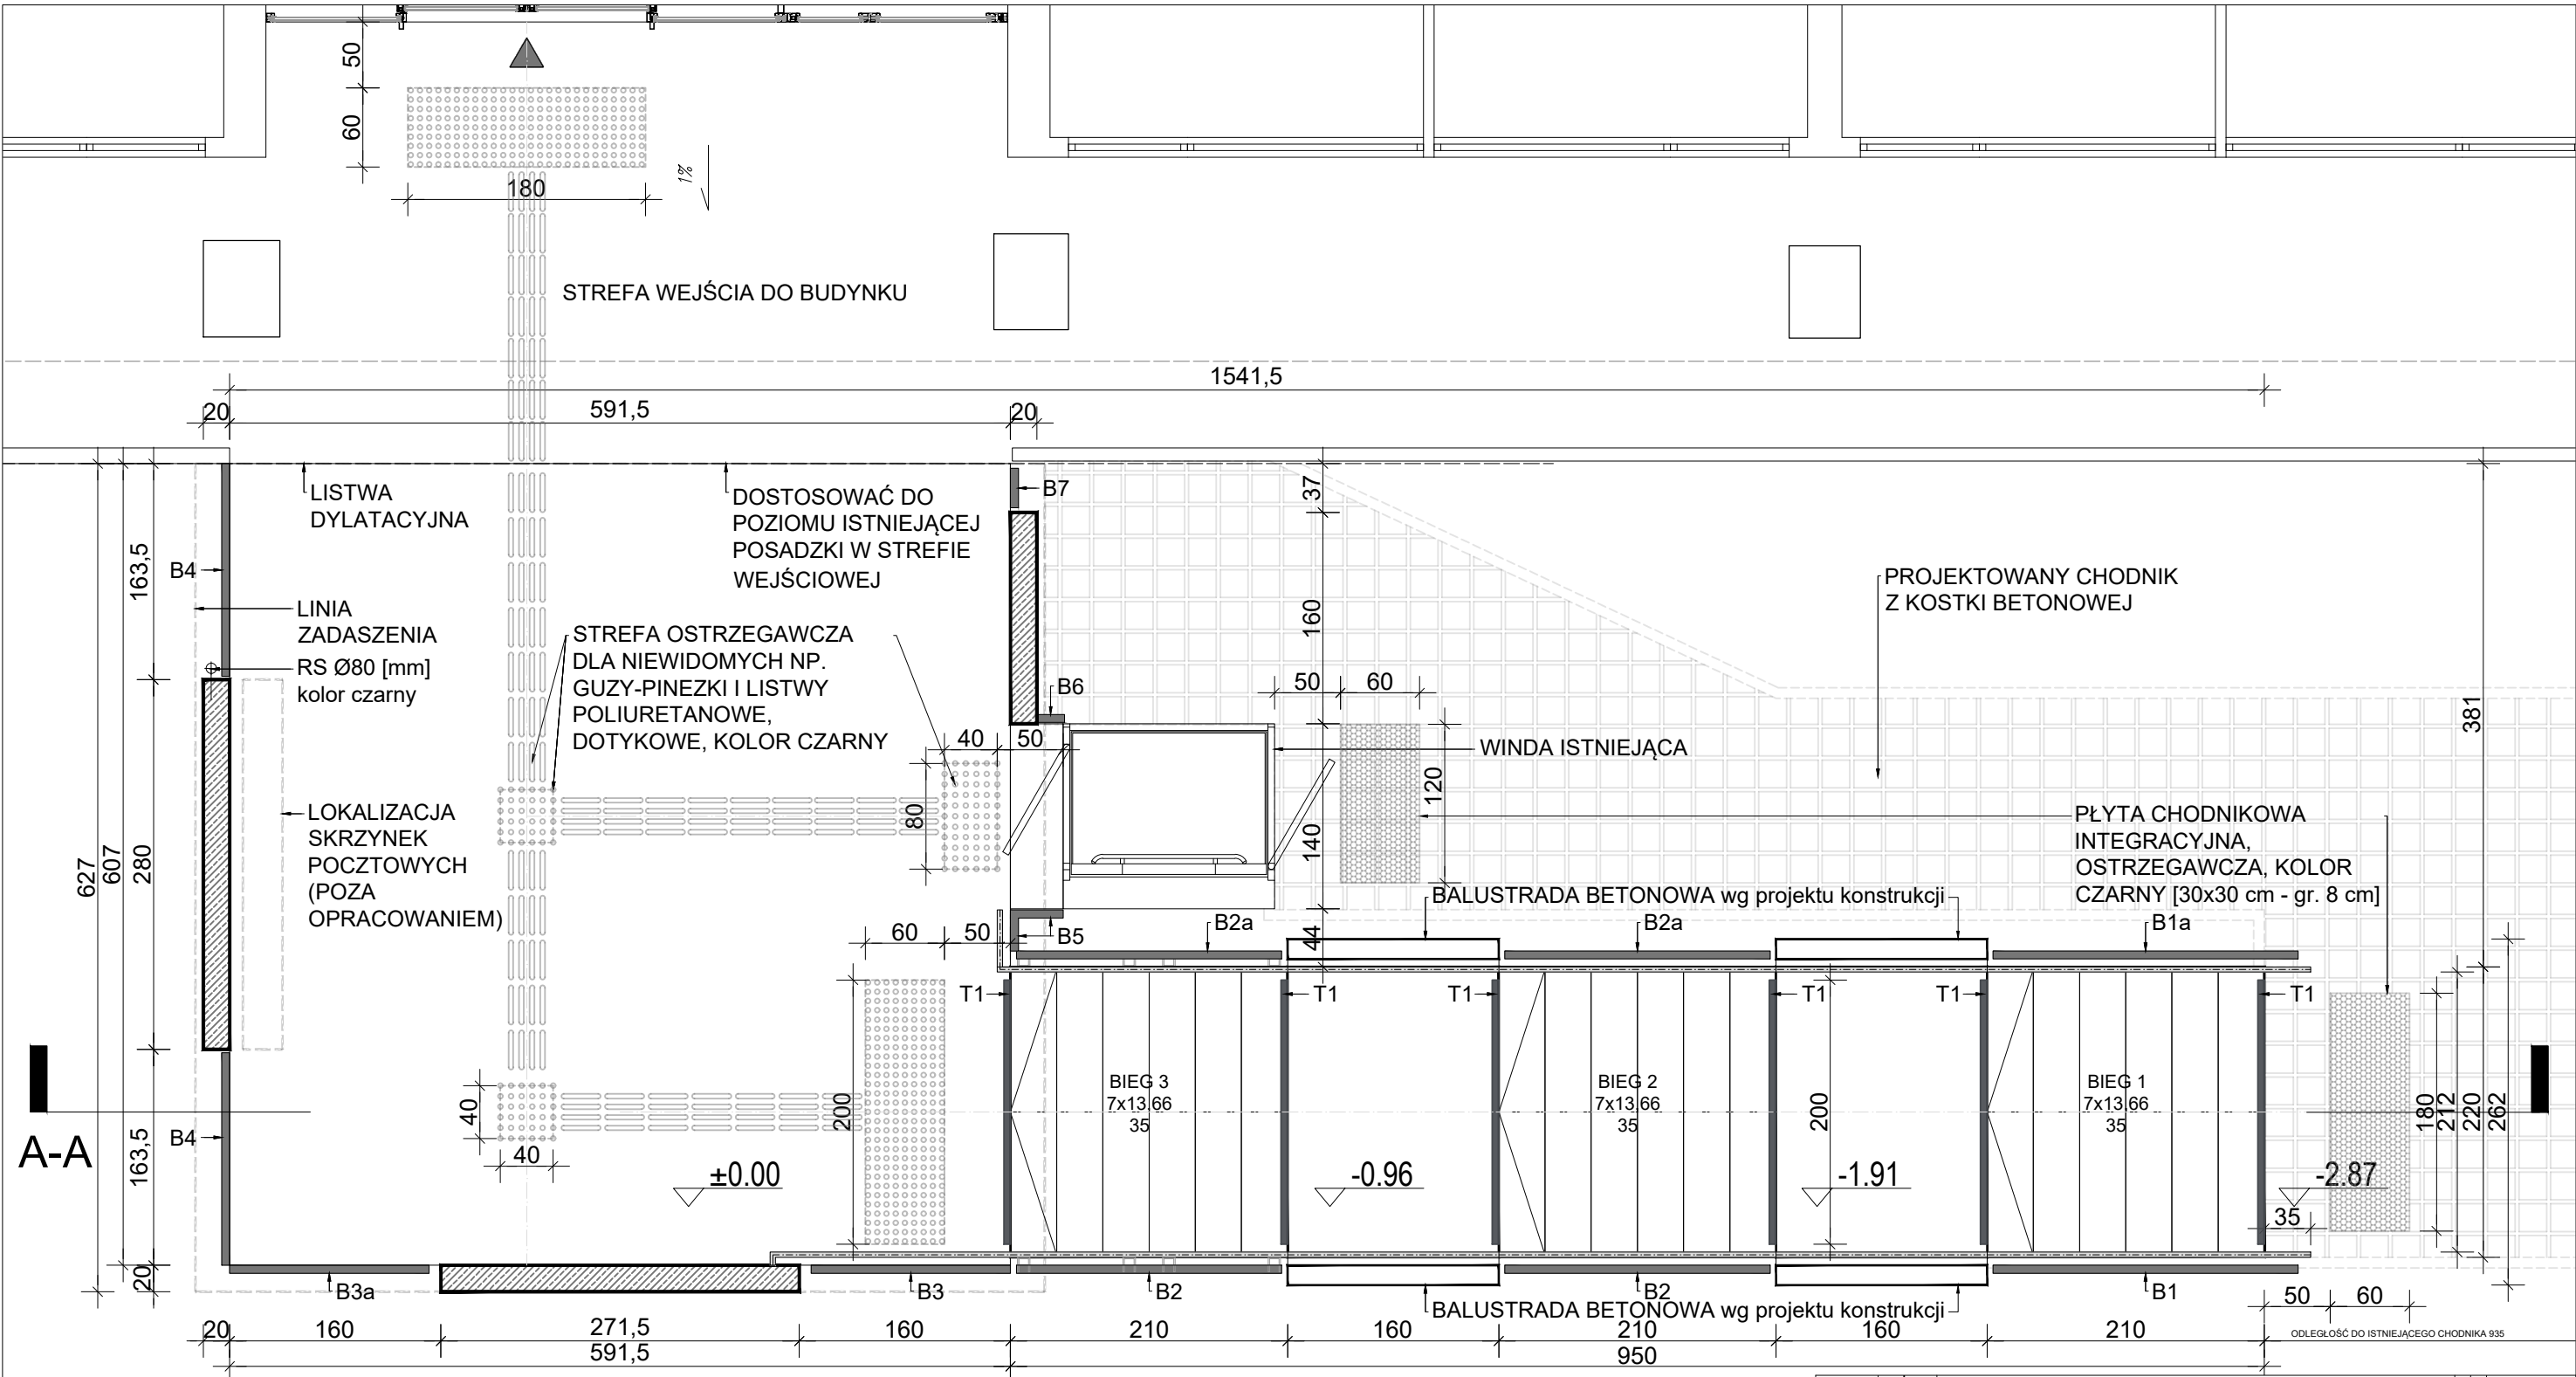 50
60
180
1%
STREFA WEJŚCIA DO BUDYNKU
1541,5
20
591,5
20
LISTWA
DYLATACYJNA
DOSTOSOWAĆ DO
POZIOMU ISTNIEJĄCEJ
POSADZKI W STREFIE
WEJŚCIOWEJ
B7
37
163,5
B4
LINIA
ZADASZENIA
RS Ø80 [mm]
kolor czarny
STREFA OSTRZEGAWCZA
DLA NIEWIDOMYCH NP.
GUZY-PINEZKI I LISTWY
POLIURETANOWE,
DOTYKOWE, KOLOR CZARNY
160
PROJEKTOWANY CHODNIK
Z KOSTKI BETONOWEJ
B6
50
60
381
40
50
WINDA ISTNIEJĄCA
120
80
140
LOKALIZACJA
SKRZYNEK
POCZTOWYCH
(POZA
OPRACOWANIEM)
PŁYTA CHODNIKOWA
INTEGRACYJNA,
OSTRZEGAWCZA, KOLOR
CZARNY [30x30 cm - gr. 8 cm]
627
607
280
BALUSTRADA BETONOWA wg projektu konstrukcji
60
50
B5
B2a
44
B2a
B1a
T1
T1
T1
T1
T1
T1
BIEG 3
7x13.66
35
BIEG 2
7x13.66
35
BIEG 1
7x13.66
35
200
200
180
212
220
262
40
40
A-A
B4
163,5
±0.00
-0.96
-1.91
-2.87
35
20
B3a
B3
B2
B2
B1
BALUSTRADA BETONOWA wg projektu konstrukcji
50
60
20
160
271,5
160
210
160
210
160
210
ODLEGŁOŚĆ DO ISTNIEJĄCEGO CHODNIKA 935
591,5
950